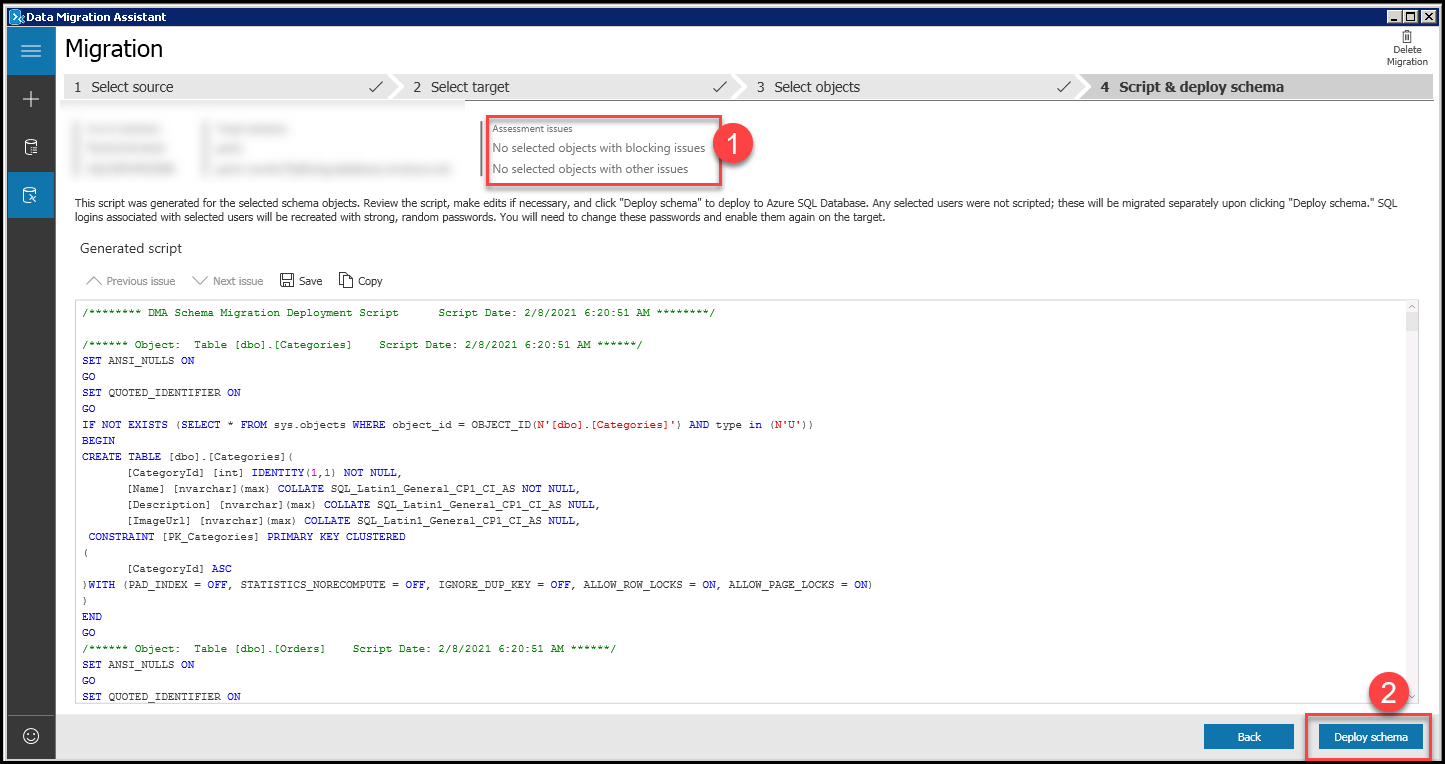 Data Migration Assistant
Migration
Delete
Migration
1 Select source
2 Select target
3 Select objects
4 Script & deploy schema
Assessment issues
No selected objects with blocking issues
No selected objects with other issues
1
This script was generated for the selected schema objects. Review the script, make edits if necessary, and click "Deploy schema" to deploy to Azure SQL Database. Any selected users were not scripted; these will be migrated separately upon clicking "Deploy schema." SQL
logins associated with selected users will be recreated with strong, random passwords. You will need to change these passwords and enable them again on the target.
Generated script
Previous issue Next issue Save Copy
/******** DMA Schema Migration Deployment Script      Script Date: 2/8/2021 6:20:51 AM ********/
/****** Object:  Table [dbo].[Categories]    Script Date: 2/8/2021 6:20:51 AM ******/
SET ANSI_NULLS ON
GO
SET QUOTED_IDENTIFIER ON
GO
IF NOT EXISTS (SELECT * FROM sys.objects WHERE object_id = OBJECT_ID(N'[dbo].[Categories]') AND type in (N'U'))
BEGIN
CREATE TABLE [dbo].[Categories](
[CategoryId] [int] IDENTITY(1,1) NOT NULL,
[Name] [nvarchar](max) COLLATE SQL_Latin1_General_CP1_CI_AS NOT NULL,
[Description] [nvarchar](max) COLLATE SQL_Latin1_General_CP1_CI_AS NULL,
[ImageUrl] [nvarchar](max) COLLATE SQL_Latin1_General_CP1_CI_AS NULL,
CONSTRAINT [PK_Categories] PRIMARY KEY CLUSTERED
(
[CategoryId] ASC
)WITH (PAD_INDEX = OFF, STATISTICS_NORECOMPUTE = OFF, IGNORE_DUP_KEY = OFF, ALLOW_ROW_LOCKS = ON, ALLOW_PAGE_LOCKS = ON)
)
END
GO
/****** Object:  Table [dbo].[Orders]    Script Date: 2/8/2021 6:20:51 AM ******/
SET ANSI_NULLS ON
GO
SET QUOTED_IDENTIFIER ON
2
Back
Deploy schema